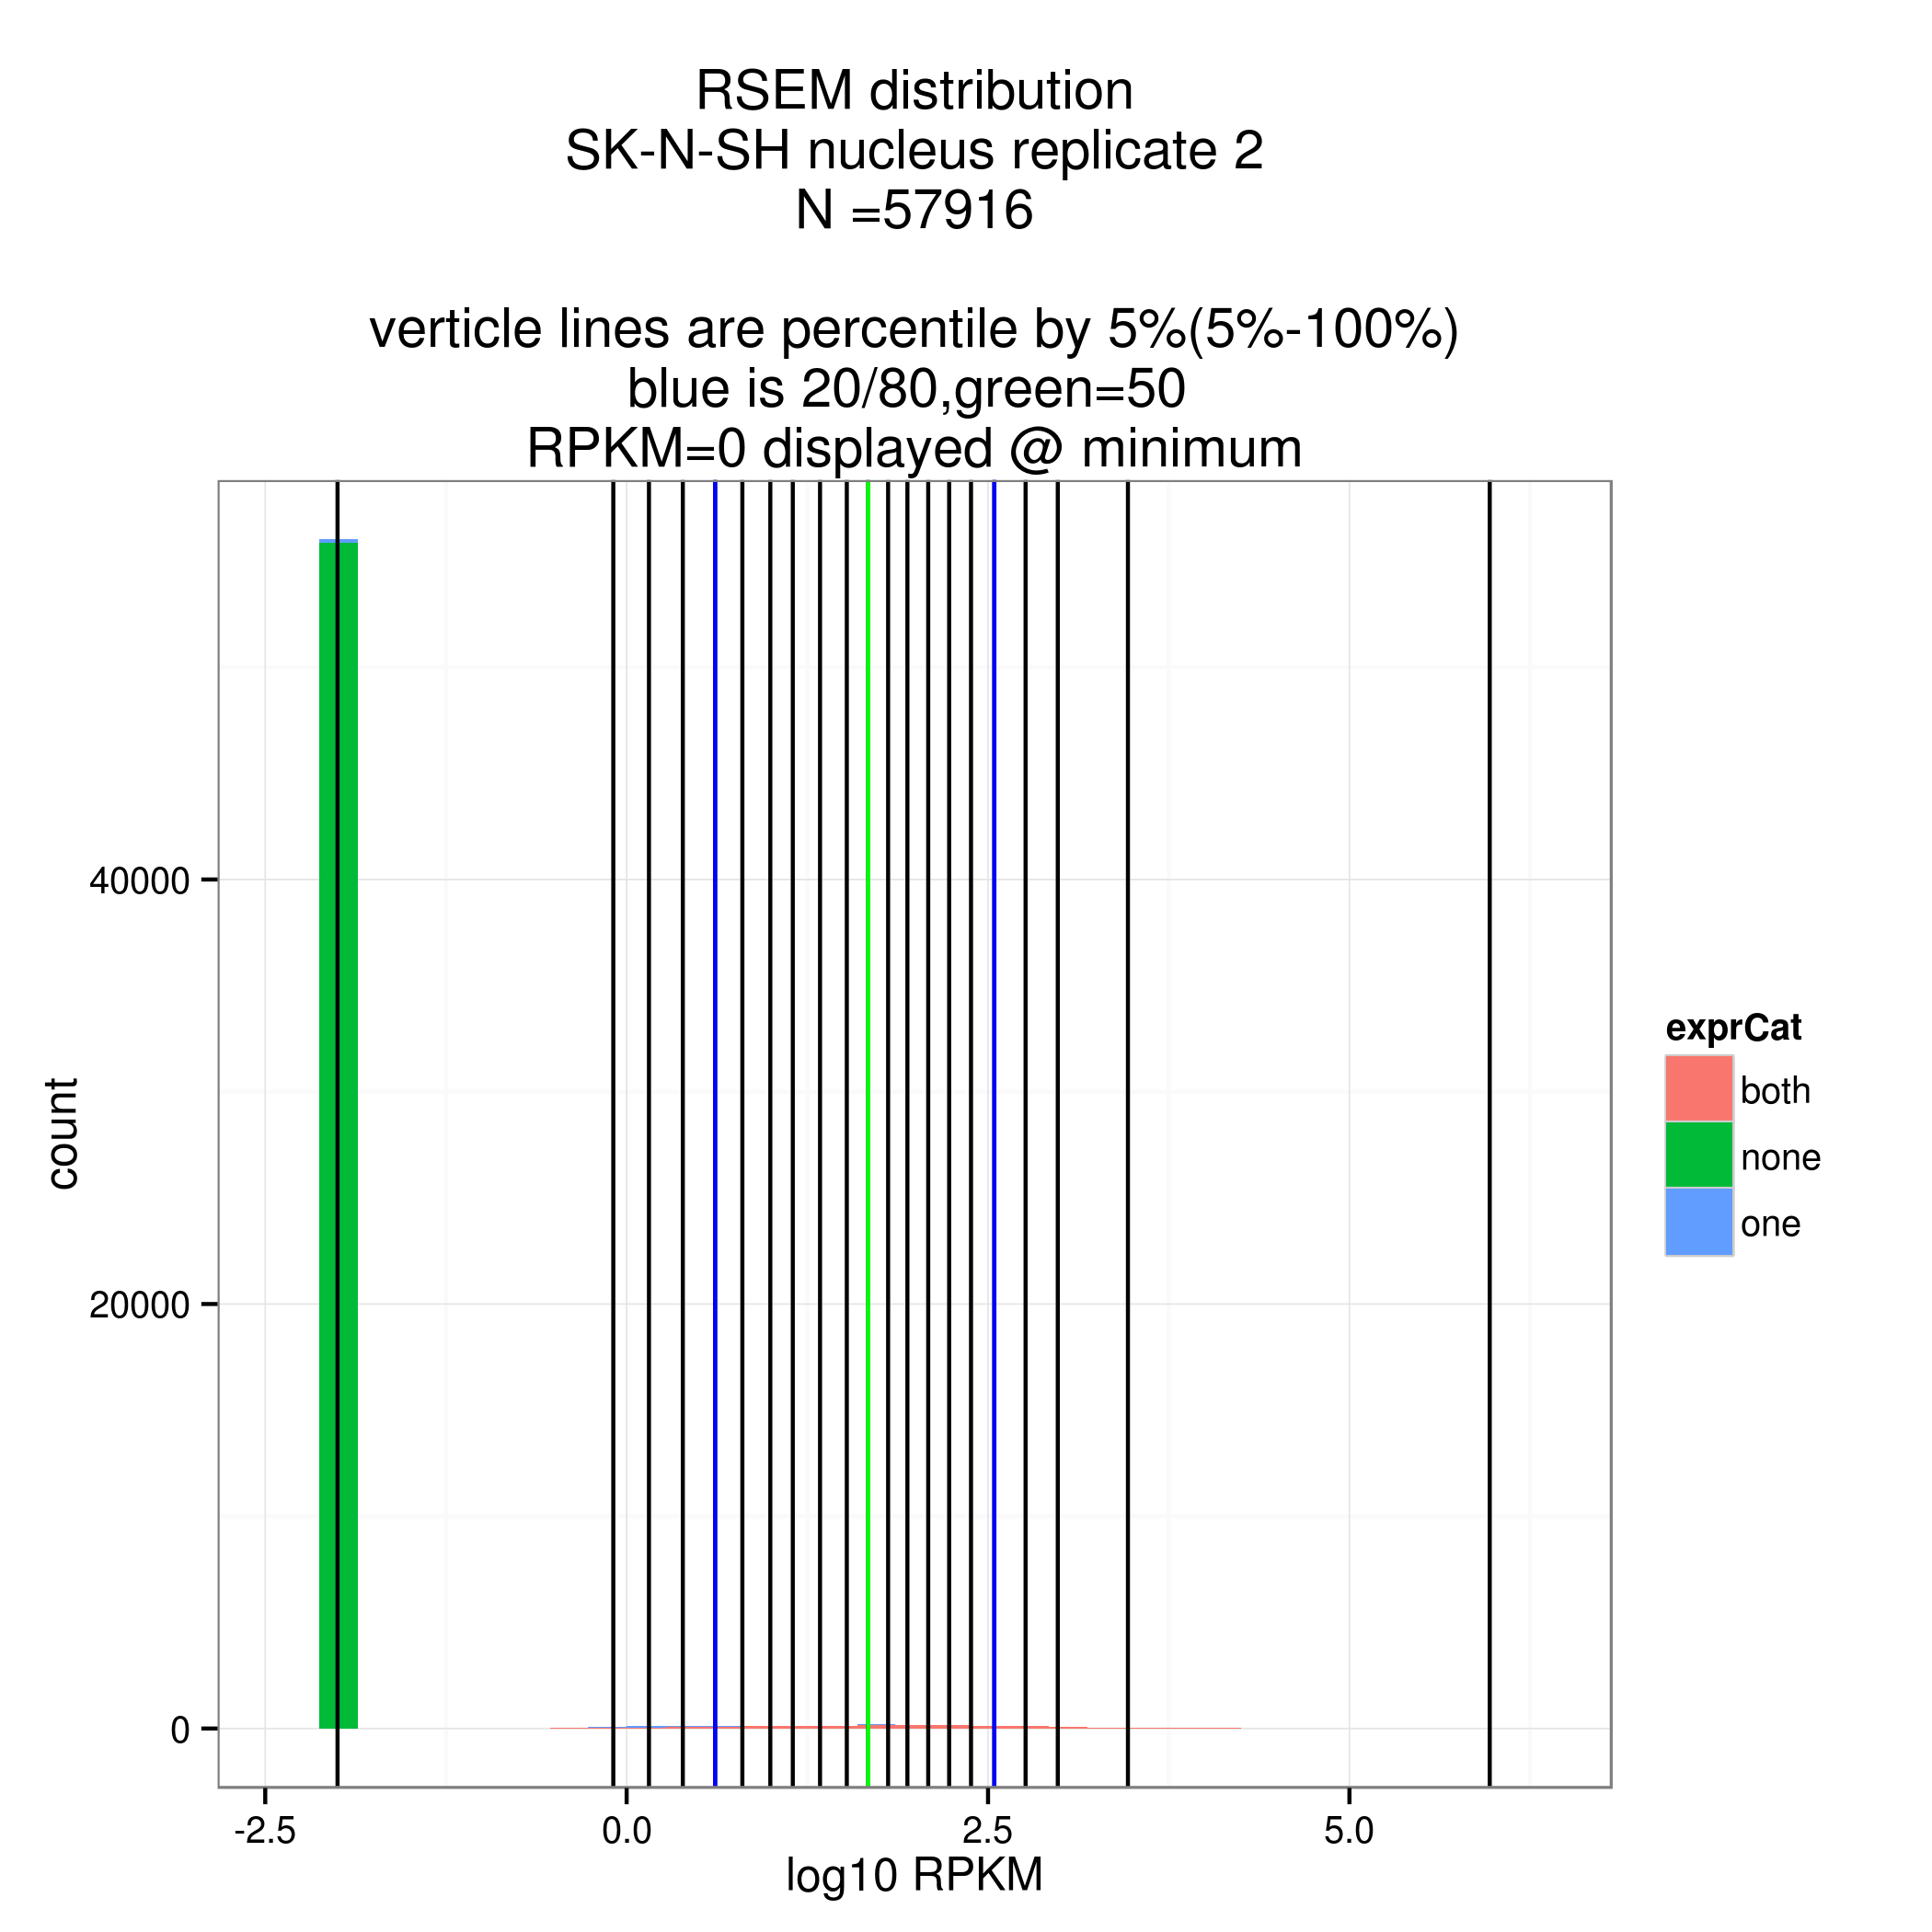 RSEM distribution
SK-N-SH nucleus replicate 2
N =57916
verticle lines are percentile by 5%(5%-100%)
blue is 20/80,green=50
RPKM=0 displayed @ minimum
40000
20000
0
count
-2.5
0.0
2.5
5.0
log10 RPKM
exprCat
both
none
one